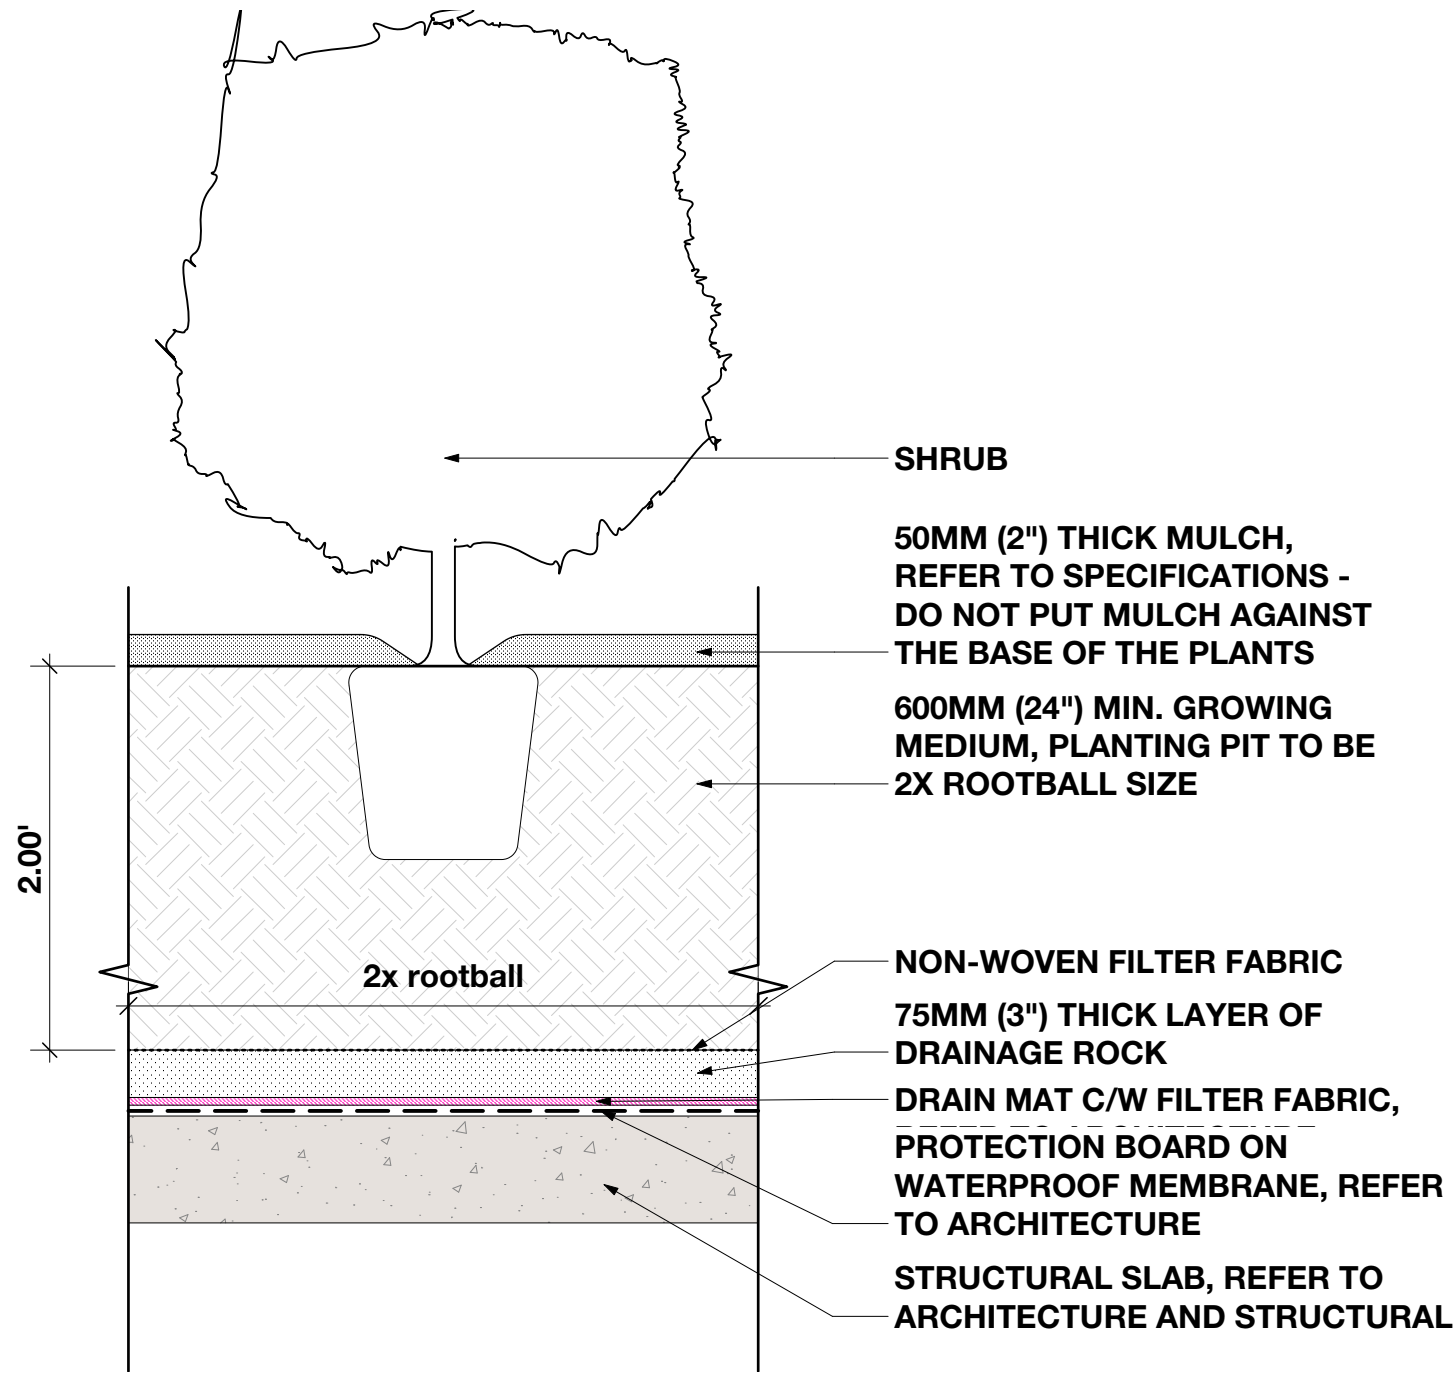 SHRUB
50MM (2") THICK MULCH,
REFER TO SPECIFICATIONS -
DO NOT PUT MULCH AGAINST
THE BASE OF THE PLANTS
600MM (24") MIN. GROWING
MEDIUM, PLANTING PIT TO BE
2X ROOTBALL SIZE
2.00'
2x rootball
NON-WOVEN FILTER FABRIC
75MM (3") THICK LAYER OF
DRAINAGE ROCK
DRAIN MAT C/W FILTER FABRIC,
PROTECTION BOARD ON
WATERPROOF MEMBRANE, REFER
TO ARCHITECTURE
STRUCTURAL SLAB, REFER TO
ARCHITECTURE AND STRUCTURAL